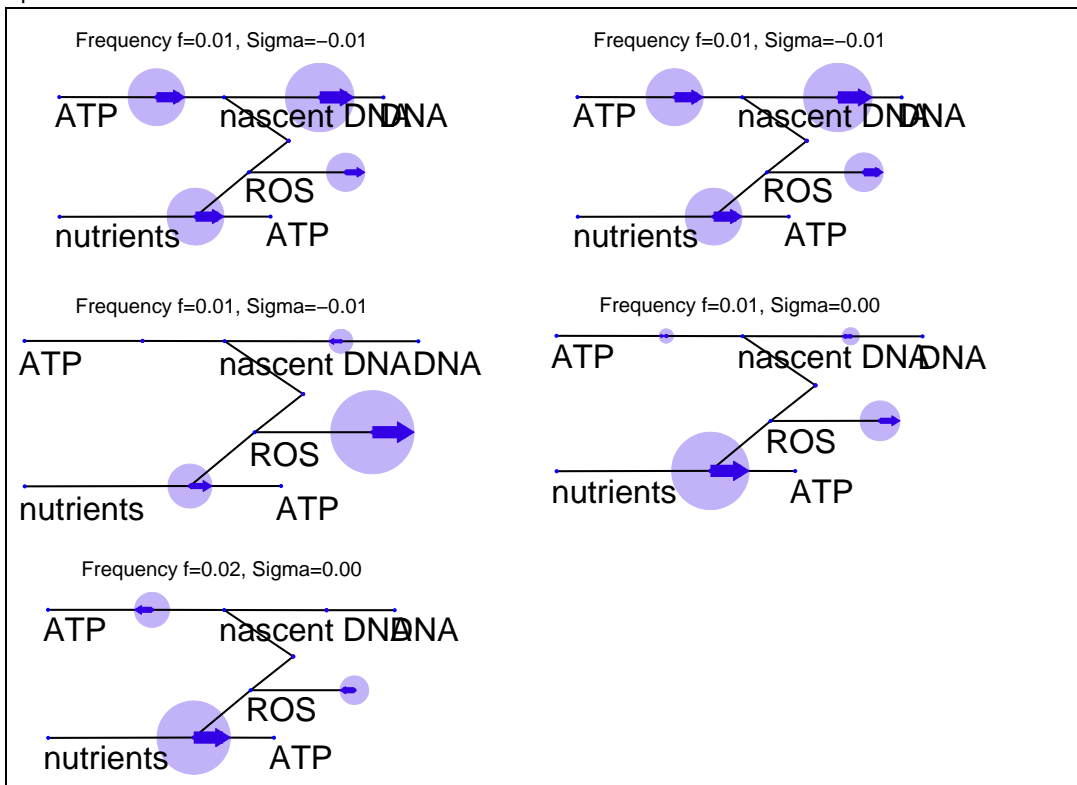 Frequency f=0.01, Sigma=−0.01
ATP nascent DNA DNA
ROS
nutrients ATP
Frequency f=0.01, Sigma=−0.01
ATP nascent DNA DNA
ROS
nutrients ATP
Frequency f=0.01, Sigma=−0.01
ATP nascent DNA DNA
ROS
nutrients ATP
Frequency f=0.01, Sigma=0.00
ATP nascent DNA DNA
ROS
nutrients ATP
Frequency f=0.02, Sigma=0.00
ATP nascent DNA DNA
ROS
nutrients ATP